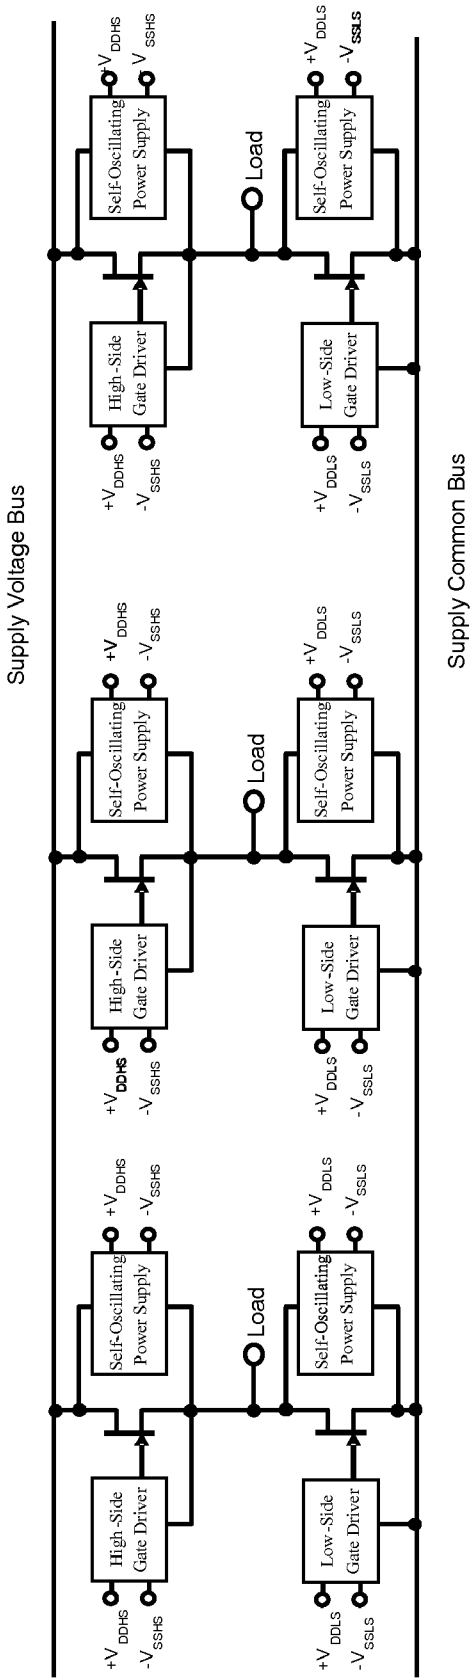 Supply Voltage Bus
+VDDHS
-VSSHS
High-Side
Gate Driver
Self-Oscillating
Power Supply
+VDDHS
-VSSHS
Load
+VDDLS
-VSSLS
Low-Side
Gate Driver
Self-Oscillating
Power Supply
+VDDLS
-VSSLS
+VDDHS
-VSSHS
High-Side
Gate Driver
Self-Oscillating
Power Supply
+VDDHS
-VSSHS
Load
+VDDLS
-VSSLS
Low-Side
Gate Driver
Self-Oscillating
Power Supply
+VDDLS
-VSSLS
+VDDHS
-VSSHS
High-Side
Gate Driver
Self-Oscillating
Power Supply
+VDDHS
-VSSHS
Load
+VDDLS
-VSSLS
Low-Side
Gate Driver
Self-Oscillating
Power Supply
+VDDLS
-VSSLS
Supply Common Bus